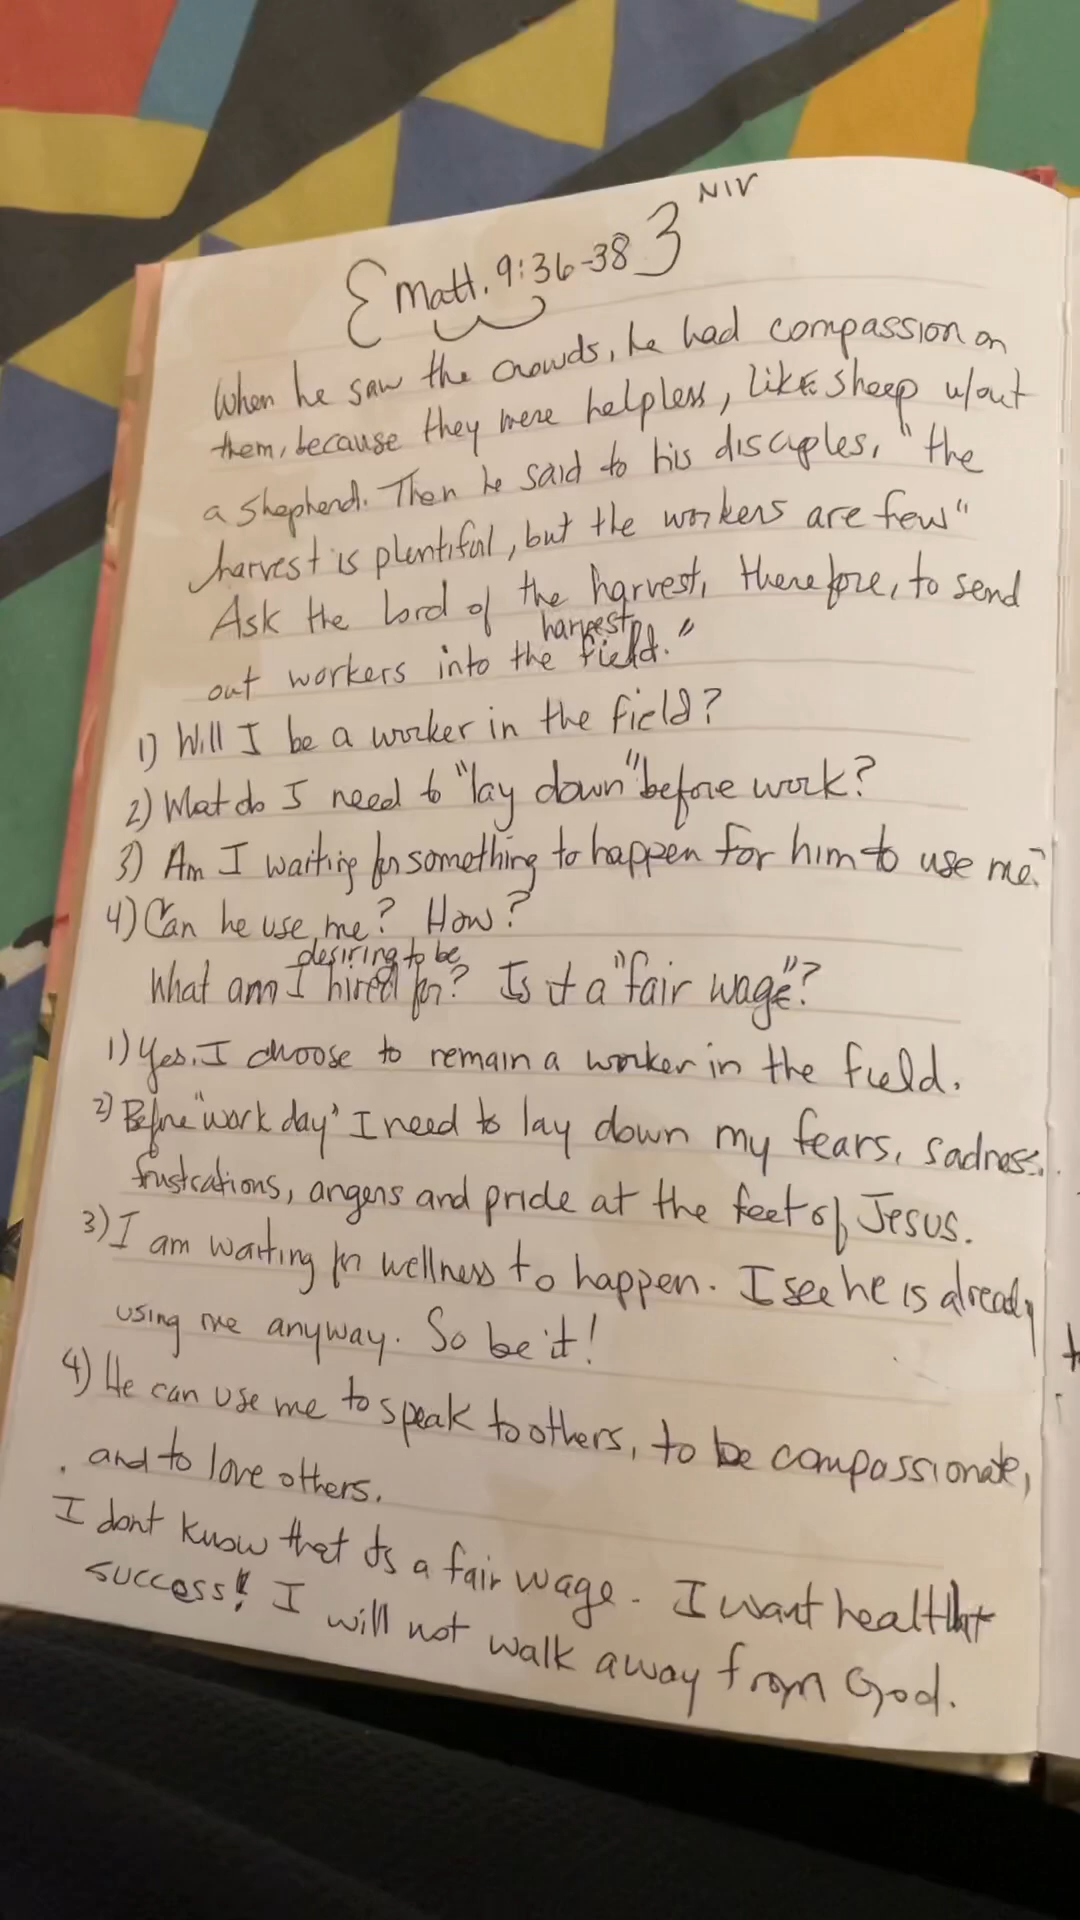 { Matt. 9:36-38 } NIV
When he saw the crowds, he had compassion on
them, because they were helpless, like sheep w/out
a shepherd. Then he said to his disciples, "the
harvest is plentiful, but the workers are few"
Ask the Lord of the harvest, therefore, to send
harvest
out workers into the field."
1) Will I be a worker in the field?
2) What do I need to "lay down" before work?
3) Am I waiting for something to happen for him to use me?
4) Can he use me? How?
desiring to be
What am I hired for? Is it a "fair wage"?
1) Yes. I choose to remain a worker in the field.
2) Before "work day" I need to lay down my fears, sadness,
frustrations, angers and pride at the feet of Jesus.
3) I am waiting for wellness to happen. I see he is already
using me anyway. So be it!
4) He can use me to speak to others, to be compassionate,
and to love others.
I dont know that its a fair wage. I want health
success! I will not walk away from God.